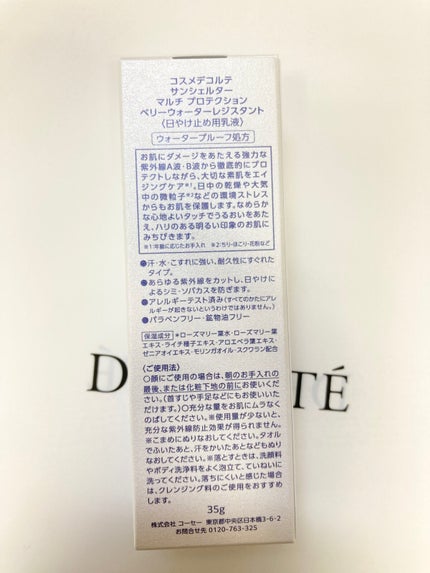 コスメデコルテ
サンシェルター
マルチ プロテクション
ベリーウォーターレジスタント
〈日やけ止め用乳液〉
ウォータープルーフ処方
お肌にダメージをあたえる強力な
紫外線A波・B波から徹底的にプロ
テクトしながら、大切な素肌をエイ
ジングケア※1。日中の乾燥や大気
中の微粒子※2などの環境ストレス
からもお肌を保護します。なめらか
な心地よいタッチでうるおいをあた
え、ハリのある明るい印象のお肌に
みちびきます。
※1:年齢に応じたお手入れ ※2:ちり・ほこり・花粉など
●汗・水・こすれに強い、耐久性にすぐれた
タイプ。
●あらゆる紫外線をカットし、日やけに
よるシミ・ソバカスを防ぎます。
●アレルギーテスト済み(すべてのかたにアレ
ルギーが起きないというわけではありません。)
●パラベンフリー・鉱物油フリー
保湿成分 *ローズマリー葉水・ローズマリー葉
エキス・ライチ種子エキス・アロエベラ葉エキス・
ゼニアオイエキス・モリンガオイル・スクワラン配合
〈ご使用法〉
○顔にご使用の場合は、朝のお手入れの
最後、または化粧下地の前にお使いくだ
さい。(首すじや手足などにもお使いいた
だけます。)○充分な量をお肌にムラなく
のばしてください。※使用量が少ないと、
充分な紫外線防止効果が得られません。
※こまめにぬりなおしてください。タオル
でふいたあと、汗をかいたあとなどもぬり
なおしてください。※落とすときは、洗顔料
やボディ洗浄料をよく泡立て、ていねいに
洗ってください。落ちにくいと感じた場合
は、クレンジング料のご使用をおすすめ
します。
35g
株式会社 コーセー 東京都中央区日本橋3-6-2
お問合せ先 0120-763-325
D
TÉ